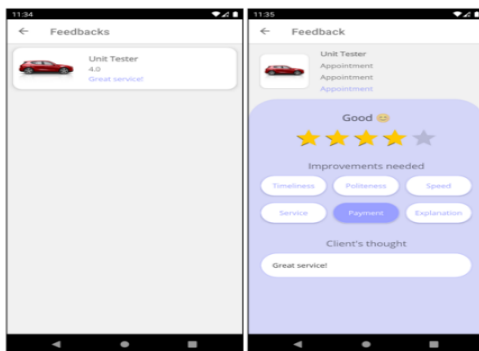 11:34
Feedbacks
Unit Tester
4.0
Great service!
11:35
Feedback
Unit Tester
Appointment
Appointment
Appointment
Good
Improvements needed
Timeliness Politeness Speed
Service Payment Explanation
Client's thought
Great service!